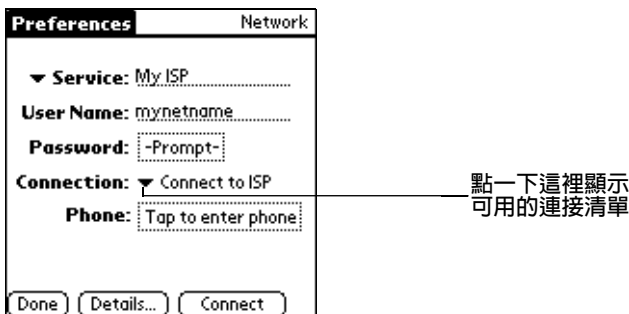 Preferences Network
Service: My ISP
User Name: mynetname
Password: -Prompt-
Connection: Connect to ISP
Phone: Tap to enter phone
Done Details... Connect
點一下這裡顯示
可用的連接清單